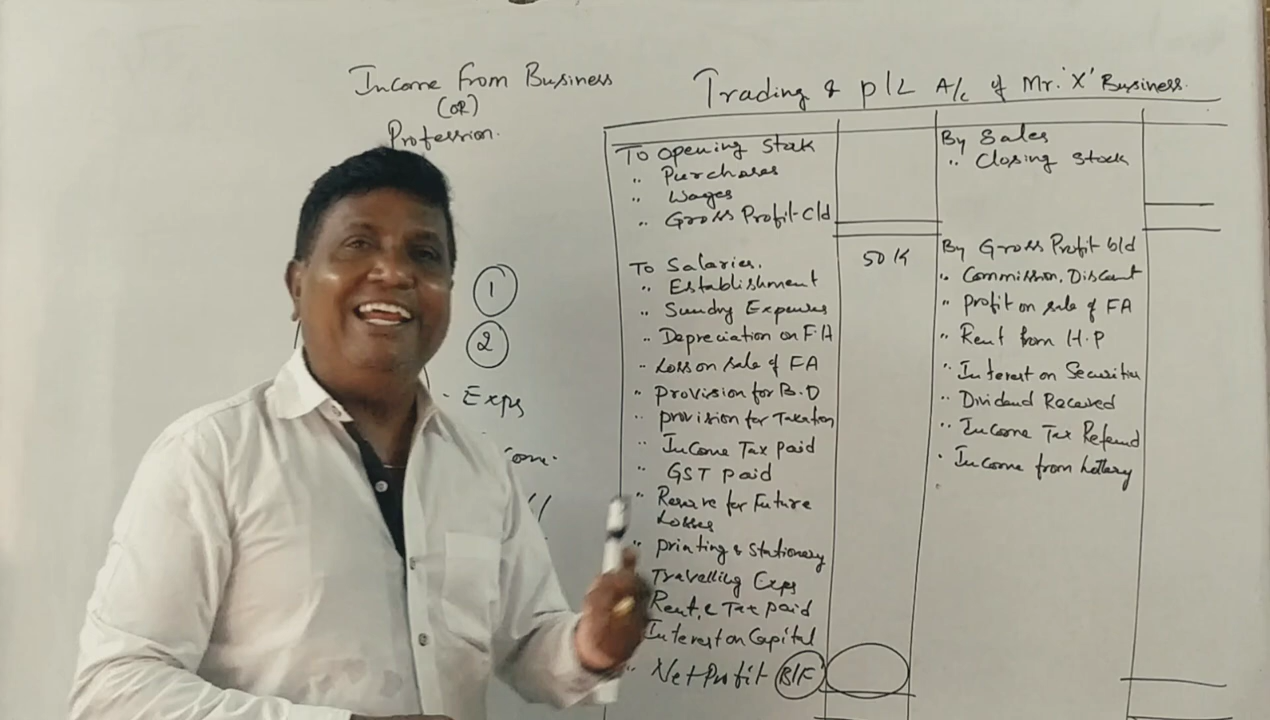 Income From Business
(OR)
Profession.
1
2
- Exps
Trading & P/L A/c of Mr. 'X' Business.
To opening Stock
" Purchases
" Wages
" Gross Profit c/d
To Salaries.
" Establishment
" Sundry Expenses
" Depreciation on F.A
" Loss on sale of FA
" Provision for B.D
" provision for Taxation
" Income Tax paid
" GST paid
" Reserve for Future
Losses
" Printing & Stationery
Travelling Exps
Rent & Tax paid
Interest on Capital
" Net Profit B/F
50 K
By Sales
" Closing Stock
By Gross Profit b/d
" Commission, Discount
" Profit on sale of FA
" Rent from H.P
" Interest on Securities
" Dividend Received
" Income Tax Refund
" Income from Lottery